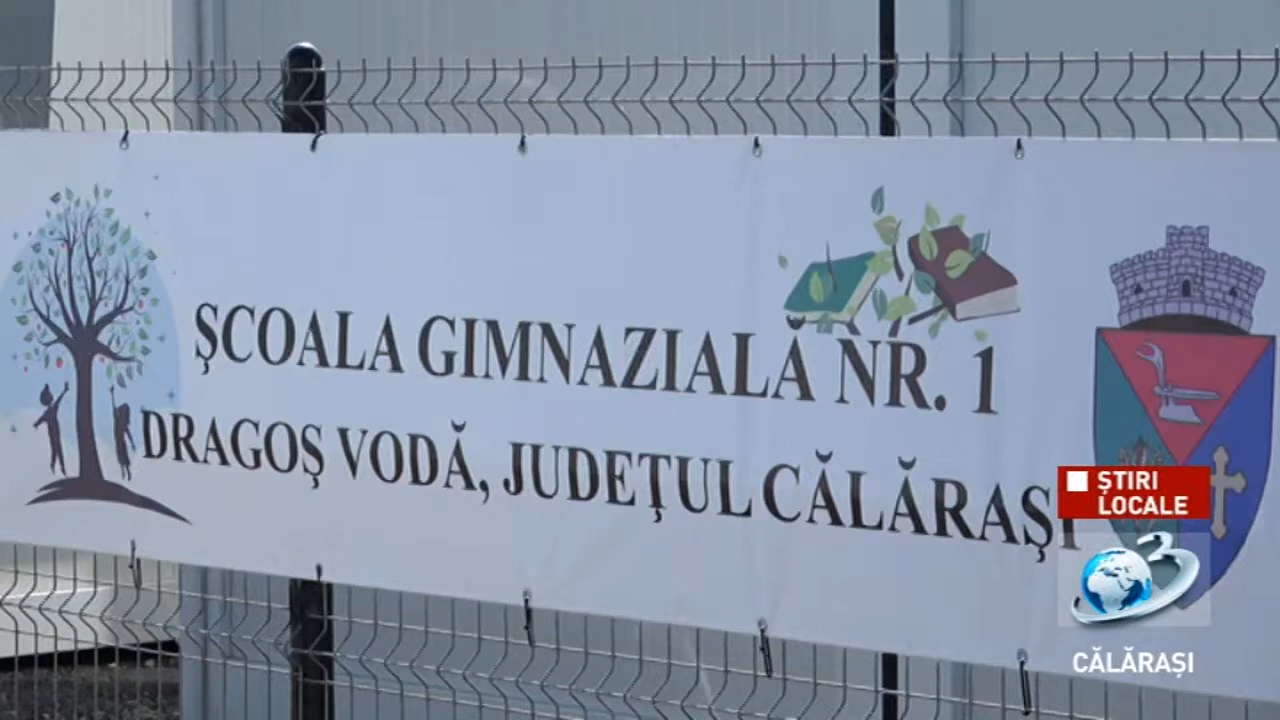 ŞCOALA GIMNAZIALĂ NR. 1
DRAGOŞ VODĂ, JUDEŢUL CĂLĂRAŞI
ȘTIRI
LOCALE
3
CĂLĂRAȘI